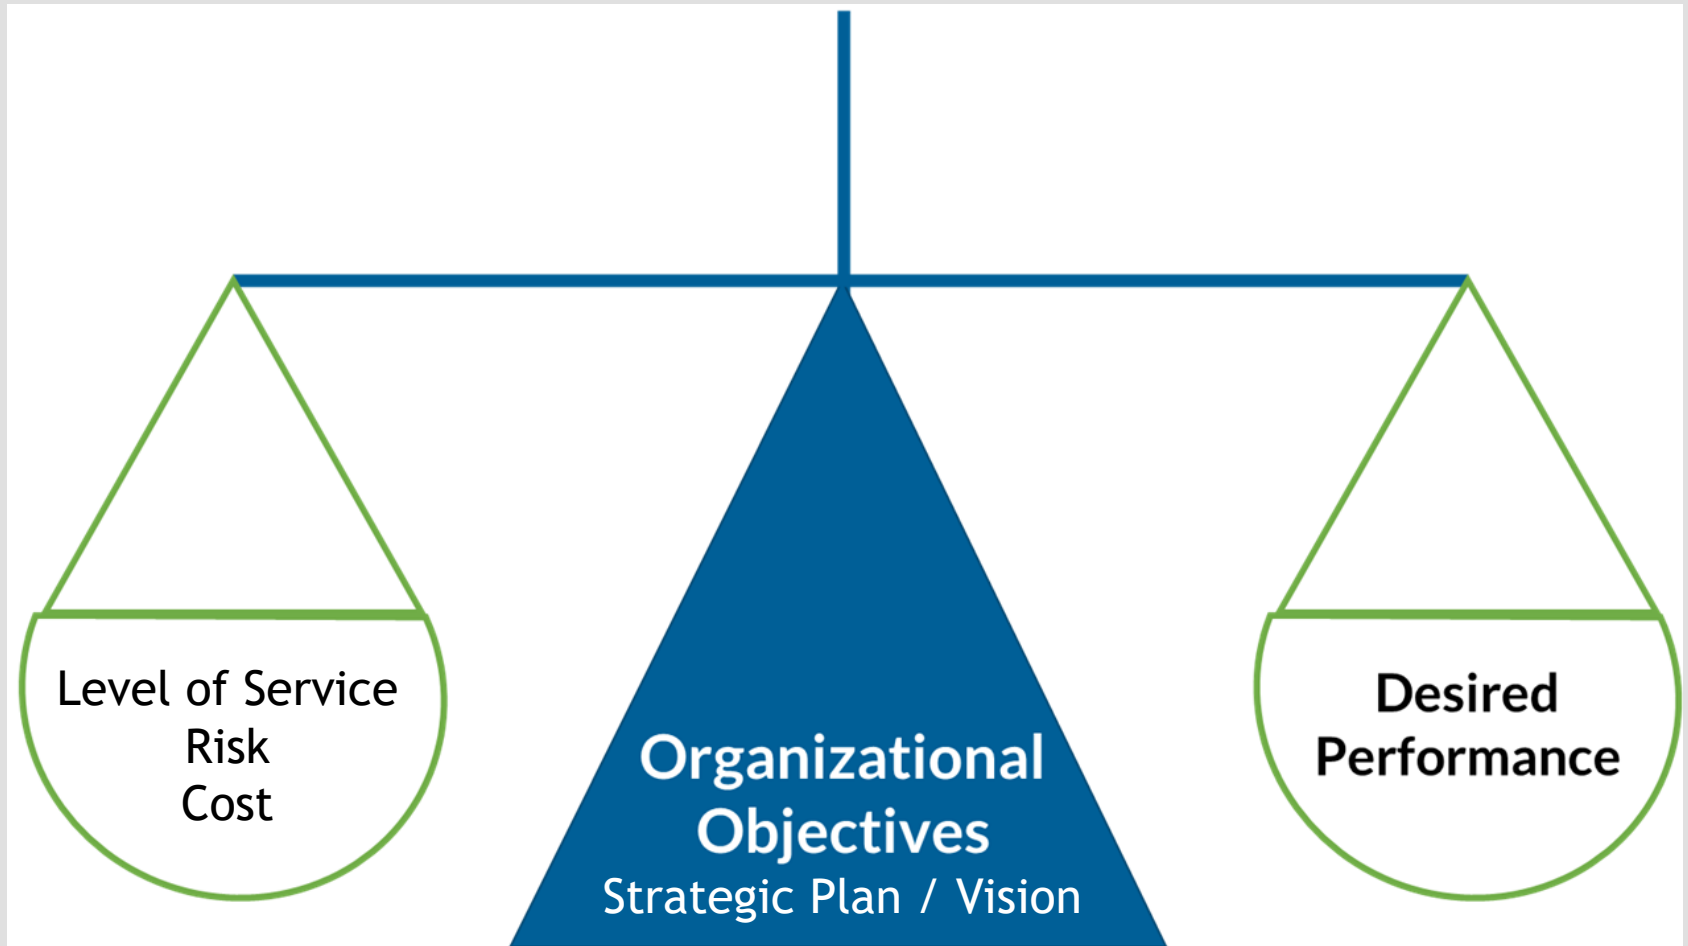 Level of Service
Risk
Cost
Organizational
Objectives
Strategic Plan / Vision
Desired
Performance